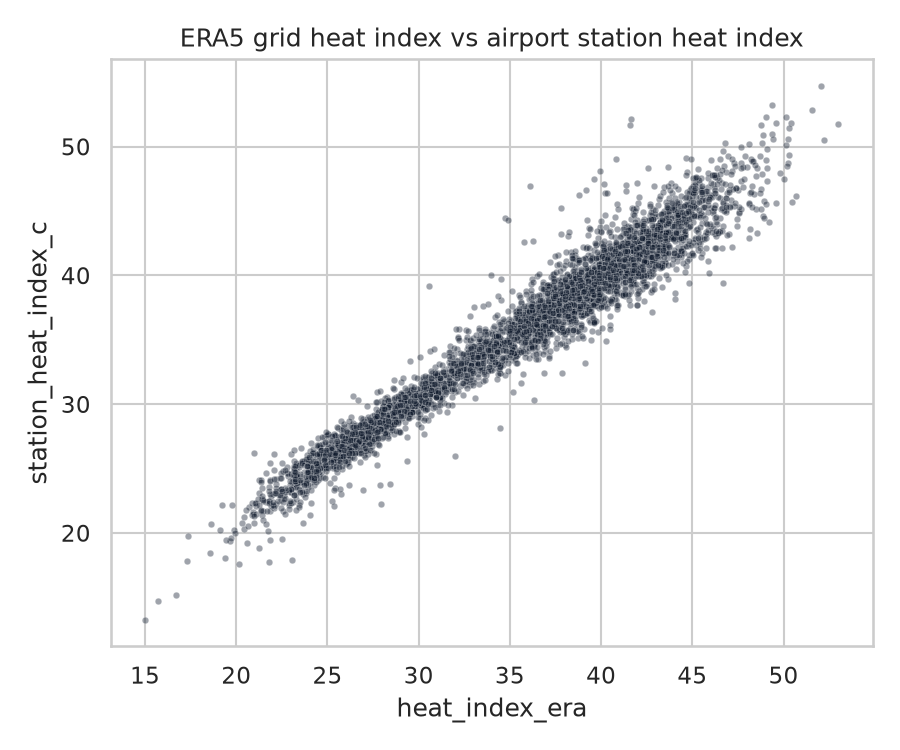 ERA5 grid heat index vs airport station heat index
station_heat_index_c
50
40
30
20
15 20 25 30 35 40 45 50
heat_index_era